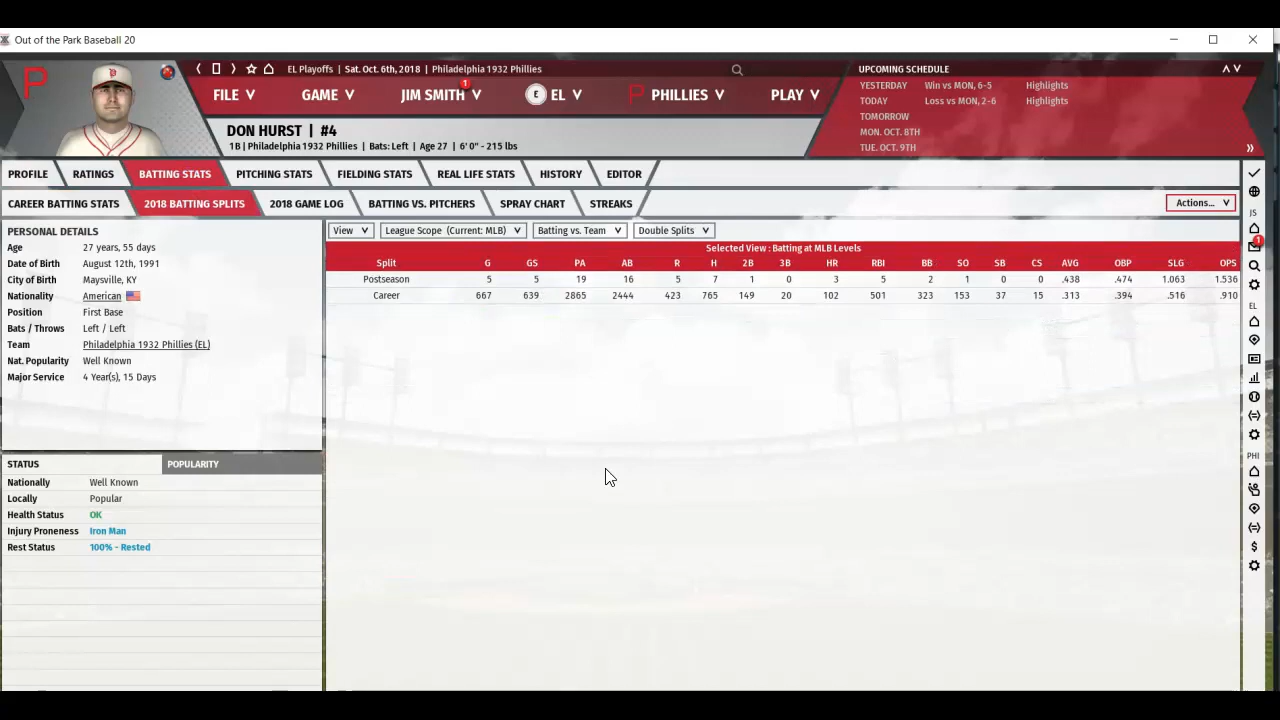 Out of the Park Baseball 20
EL Playoffs | Sat. Oct. 6th, 2018 | Philadelphia 1932 Phillies
FILE GAME JIM SMITH 1 E EL P PHILLIES PLAY
UPCOMING SCHEDULE
YESTERDAY Win vs MON, 6-5 Highlights
TODAY Loss vs MON, 2-6 Highlights
TOMORROW
MON. OCT. 8TH
TUE. OCT. 9TH
P
DON HURST | #4
1B | Philadelphia 1932 Phillies | Bats: Left | Age 27 | 6' 0" - 215 lbs
PROFILE RATINGS BATTING STATS PITCHING STATS FIELDING STATS REAL LIFE STATS HISTORY EDITOR
CAREER BATTING STATS 2018 BATTING SPLITS 2018 GAME LOG BATTING VS. PITCHERS SPRAY CHART STREAKS Actions...
PERSONAL DETAILS
Age 27 years, 55 days
Date of Birth August 12th, 1991
City of Birth Maysville, KY
Nationality American
Position First Base
Bats / Throws Left / Left
Team Philadelphia 1932 Phillies (EL)
Nat. Popularity Well Known
Major Service 4 Year(s), 15 Days
View League Scope (Current: MLB) Batting vs. Team Double Splits
Selected View : Batting at MLB Levels
Split G GS PA AB R H 2B 3B HR RBI BB SO SB CS AVG OBP SLG OPS
Postseason 5 5 19 16 5 7 1 0 3 5 2 1 0 0 .438 .474 1.063 1.536
Career 667 639 2865 2444 423 765 149 20 102 501 323 153 37 15 .313 .394 .516 .910
STATUS POPULARITY
Nationally Well Known
Locally Popular
Health Status OK
Injury Proneness Iron Man
Rest Status 100% - Rested
JS
1
EL
PHI
$